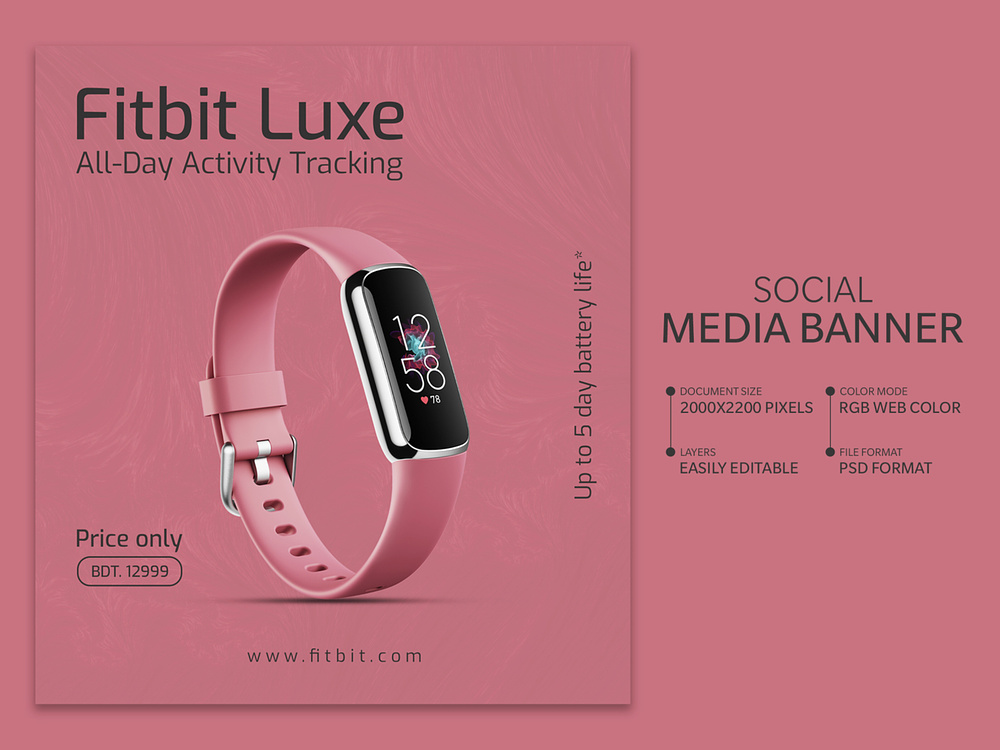 Fitbit Luxe
All-Day Activity Tracking
12
58
78
Up to 5 day battery life*
Price only
BDT. 12999
www.fitbit.com
SOCIAL
MEDIA BANNER
DOCUMENT SIZE
2000X2200 PIXELS
COLOR MODE
RGB WEB COLOR
LAYERS
EASILY EDITABLE
FILE FORMAT
PSD FORMAT